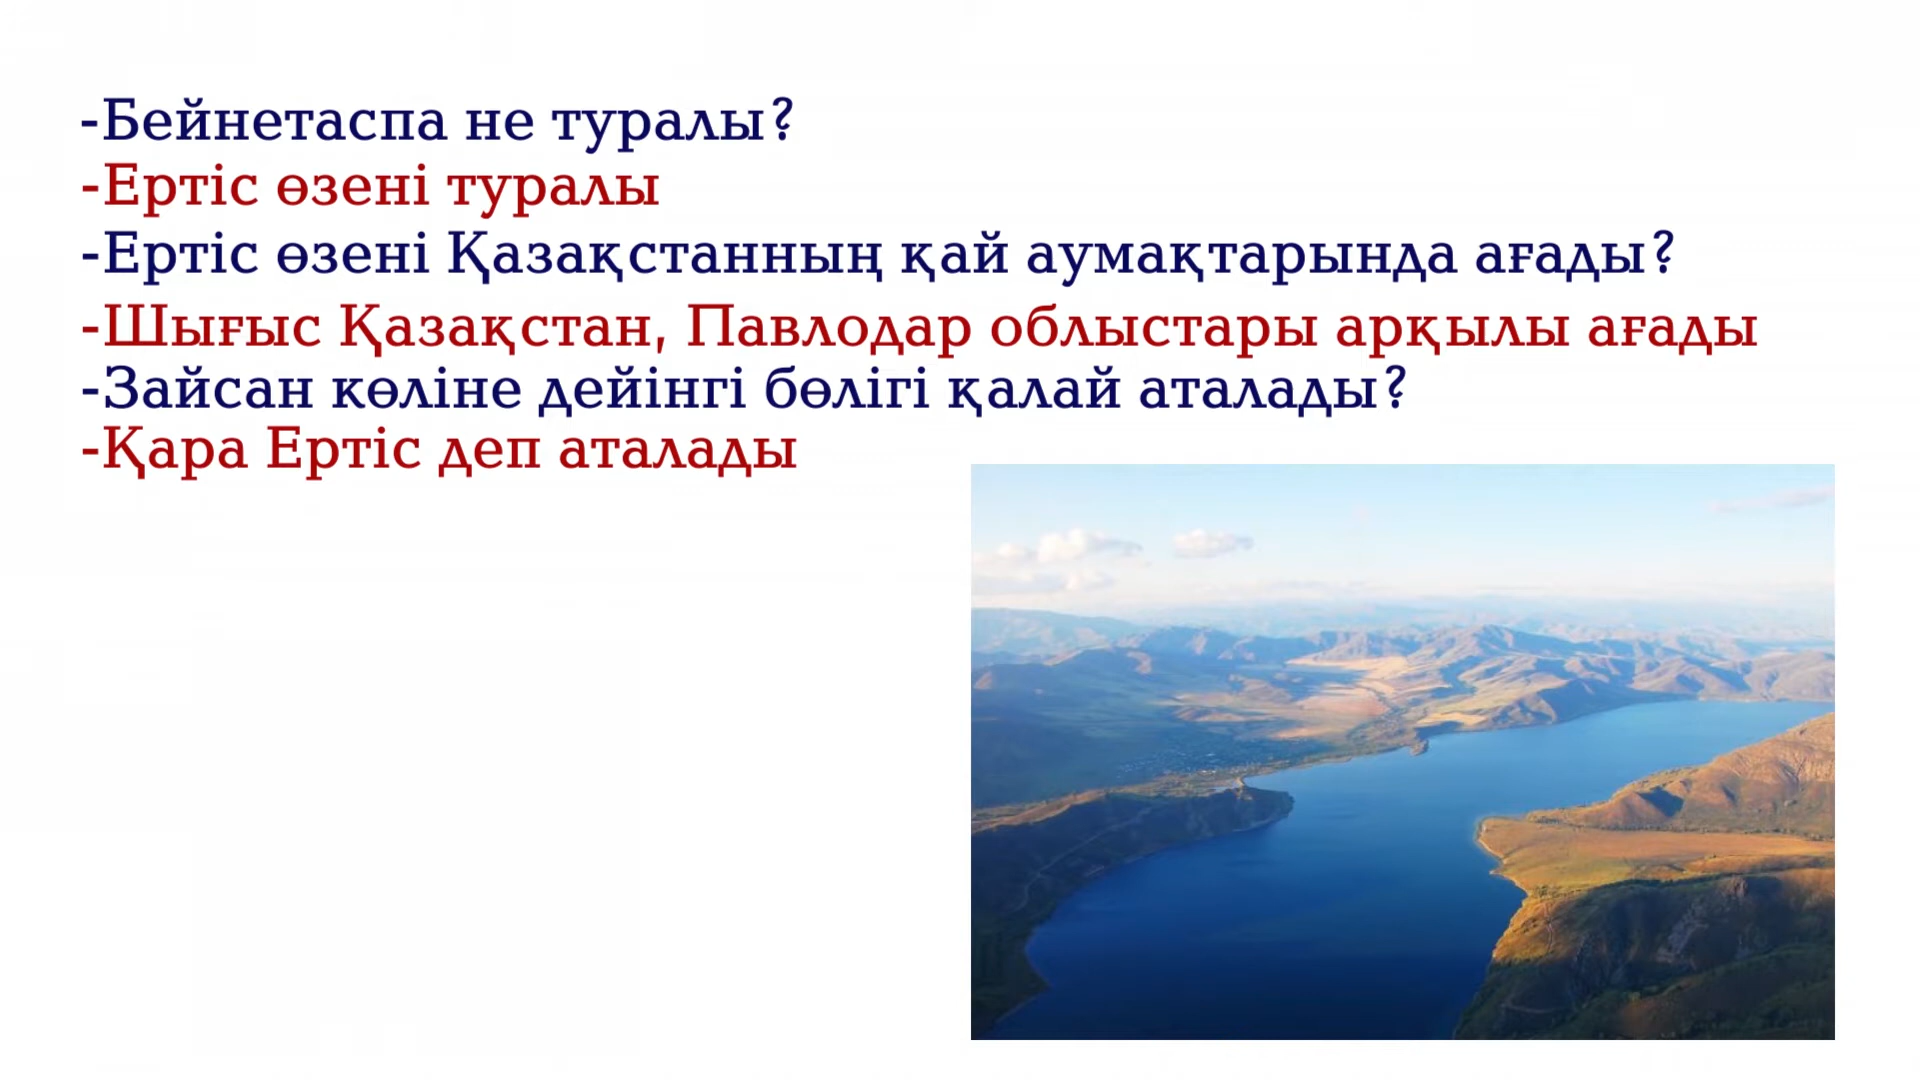 -Бейнетаспа не туралы?
-Ертіс өзені туралы
-Ертіс өзені Қазақстанның қай аумақтарында ағады?
-Шығыс Қазақстан, Павлодар облыстары арқылы ағады
-Зайсан көліне дейінгі бөлігі қалай аталады?
-Қара Ертіс деп аталады